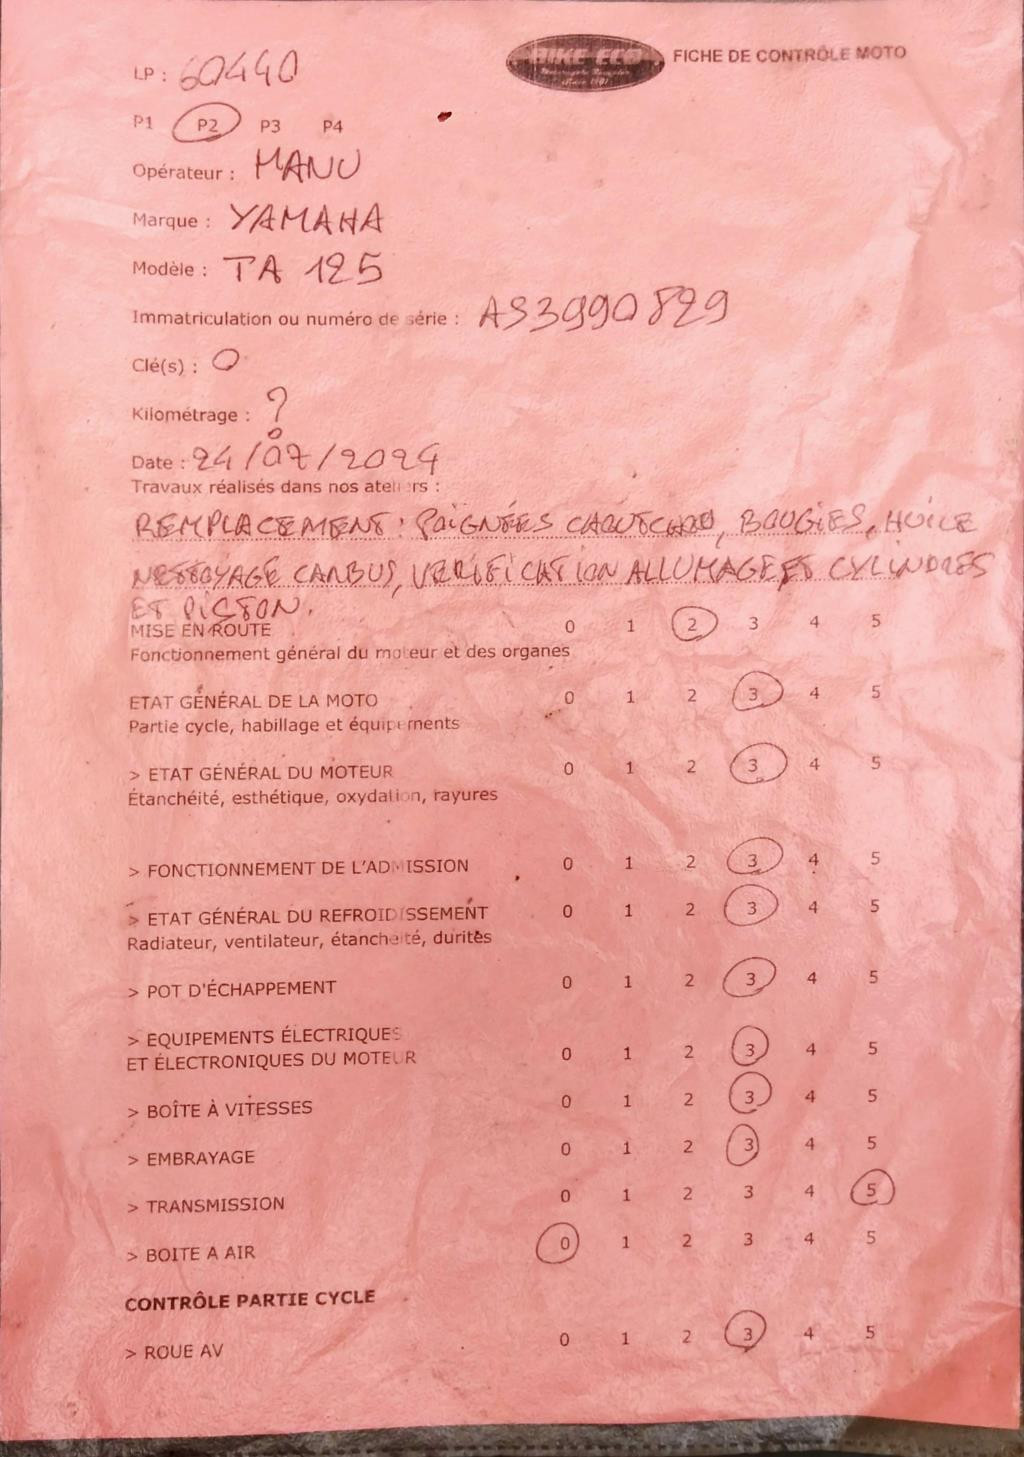 BIKE-ECO
FICHE DE CONTRÔLE MOTO
LP : 60440
P1 P2 P3 P4
Opérateur : MANU
Marque : YAMAHA
Modèle : TA 125
Immatriculation ou numéro de série : AS3990829
Clé(s) : 0
Kilométrage : ?
Date : 24/07/2024
Travaux réalisés dans nos ateliers :
REMPLACEMENT : POIGNÉES CAOUTCHOU, BOUGIES, HUILE
NETTOYAGE CARBUS, VERIFICATION ALLUMAGE ET CYLINDRES
ET PISTON.
MISE EN ROUTE 0 1 2 3 4 5
Fonctionnement général du moteur et des organes
ETAT GÉNÉRAL DE LA MOTO 0 1 2 3 4 5
Partie cycle, habillage et équipements
> ETAT GÉNÉRAL DU MOTEUR 0 1 2 3 4 5
Étanchéité, esthétique, oxydation, rayures
> FONCTIONNEMENT DE L'ADMISSION 0 1 2 3 4 5
> ETAT GÉNÉRAL DU REFROIDISSEMENT 0 1 2 3 4 5
Radiateur, ventilateur, étanchéité, durites
> POT D'ÉCHAPPEMENT 0 1 2 3 4 5
> EQUIPEMENTS ÉLECTRIQUES
ET ÉLECTRONIQUES DU MOTEUR 0 1 2 3 4 5
> BOÎTE À VITESSES 0 1 2 3 4 5
> EMBRAYAGE 0 1 2 3 4 5
> TRANSMISSION 0 1 2 3 4 5
> BOITE A AIR 0 1 2 3 4 5
CONTRÔLE PARTIE CYCLE
> ROUE AV 0 1 2 3 4 5